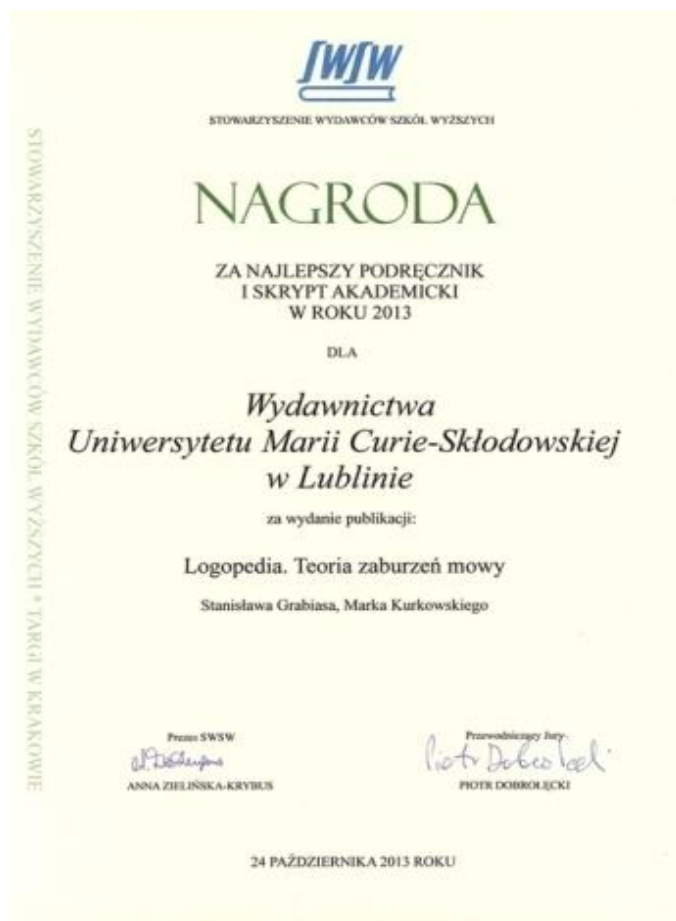 SWSW
STOWARZYSZENIE WYDAWCÓW SZKÓŁ WYŻSZYCH
NAGRODA
ZA NAJLEPSZY PODRĘCZNIK
I SKRYPT AKADEMICKI
W ROKU 2013
DLA
Wydawnictwa
Uniwersytetu Marii Curie-Skłodowskiej
w Lublinie
za wydanie publikacji:
Logopedia. Teoria zaburzeń mowy
Stanisława Grabiasa, Marka Kurkowskiego
Prezes SWSW
ANNA ZIELIŃSKA-KRYBUS
Przewodniczący Jury
Piotr Dobrołęcki
PIOTR DOBROŁĘCKI
24 PAŹDZIERNIKA 2013 ROKU
STOWARZYSZENIE WYDAWCÓW SZKÓŁ WYŻSZYCH * TARGI W KRAKOWIE